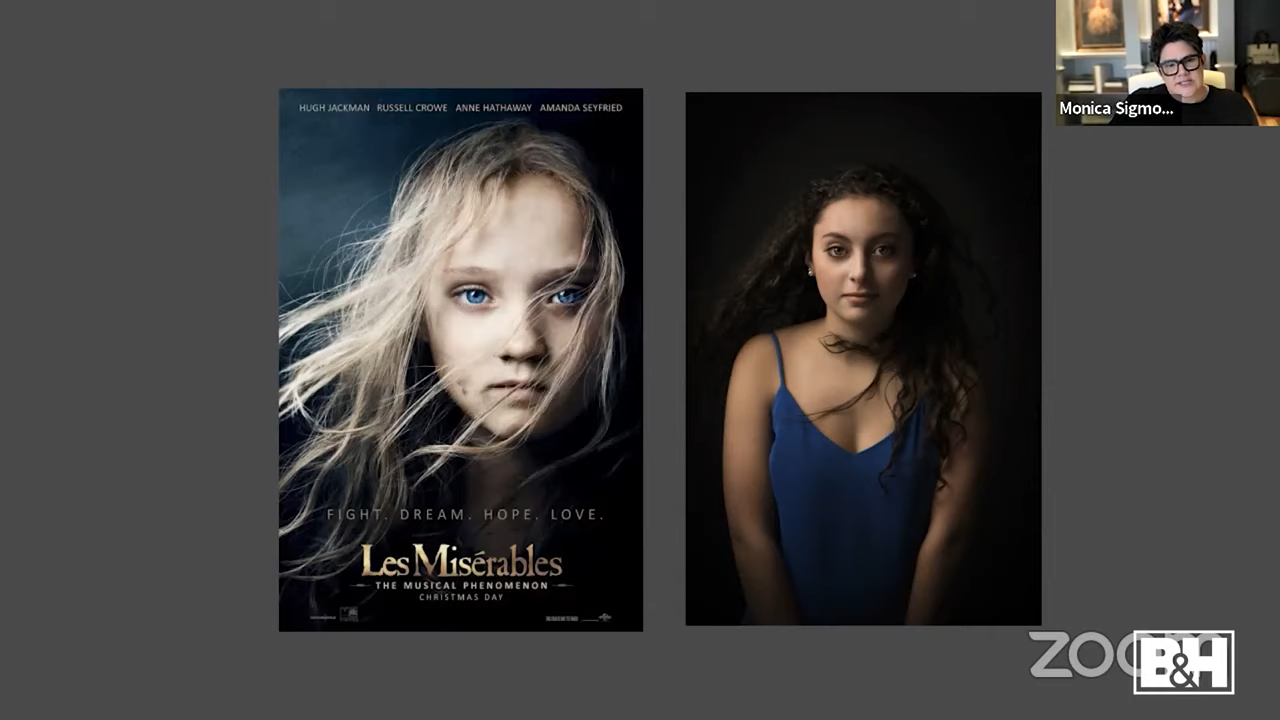 HUGH JACKMAN RUSSELL CROWE ANNE HATHAWAY AMANDA SEYFRIED
FIGHT. DREAM. HOPE. LOVE.
Les Misérables
THE MUSICAL PHENOMENON
CHRISTMAS DAY
Monica Sigmo...
zoom
B&H